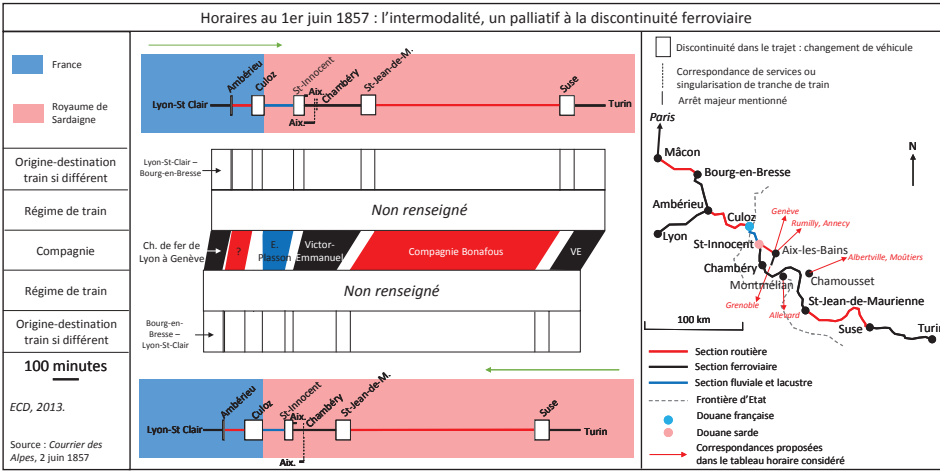 Horaires au 1er juin 1857 : l'intermodalité, un palliatif à la discontinuité ferroviaire
France
Royaume de
Sardaigne
Origine-destination
train si différent
Régime de train
Compagnie
Régime de train
Origine-destination
train si différent
100 minutes
ECD, 2013.
Source : Courrier des
Alpes, 2 juin 1857
Lyon-St Clair
Ambérieu
Culoz
St-Innocent
Aix.
Aix.
Chambéry
St-Jean-de-M.
Suse
Turin
Lyon-St-Clair –
Bourg-en-Bresse
Non renseigné
Ch. de fer de
Lyon à Genève
?
E.
Plasson
Victor-
Emmanuel
Compagnie Bonafous
VE
Non renseigné
Bourg-en-
Bresse –
Lyon-St-Clair
Lyon-St Clair
Ambérieu
Culoz
St-Innocent
Aix.
Aix.
Chambéry
St-Jean-de-M.
Suse
Turin
Discontinuité dans le trajet : changement de véhicule
Correspondance de services ou
singularisation de tranche de train
Arrêt majeur mentionné
Paris
N
Mâcon
Bourg-en-Bresse
Ambérieu
Culoz
Genève
Rumilly, Annecy
Lyon
St-Innocent
Aix-les-Bains
Albertville, Moûtiers
Chambéry
Montmélian
Chamousset
Grenoble
Allevard
St-Jean-de-Maurienne
100 km
Suse
Turin
Section routière
Section ferroviaire
Section fluviale et lacustre
Frontière d'Etat
Douane française
Douane sarde
Correspondances proposées
dans le tableau horaire considéré